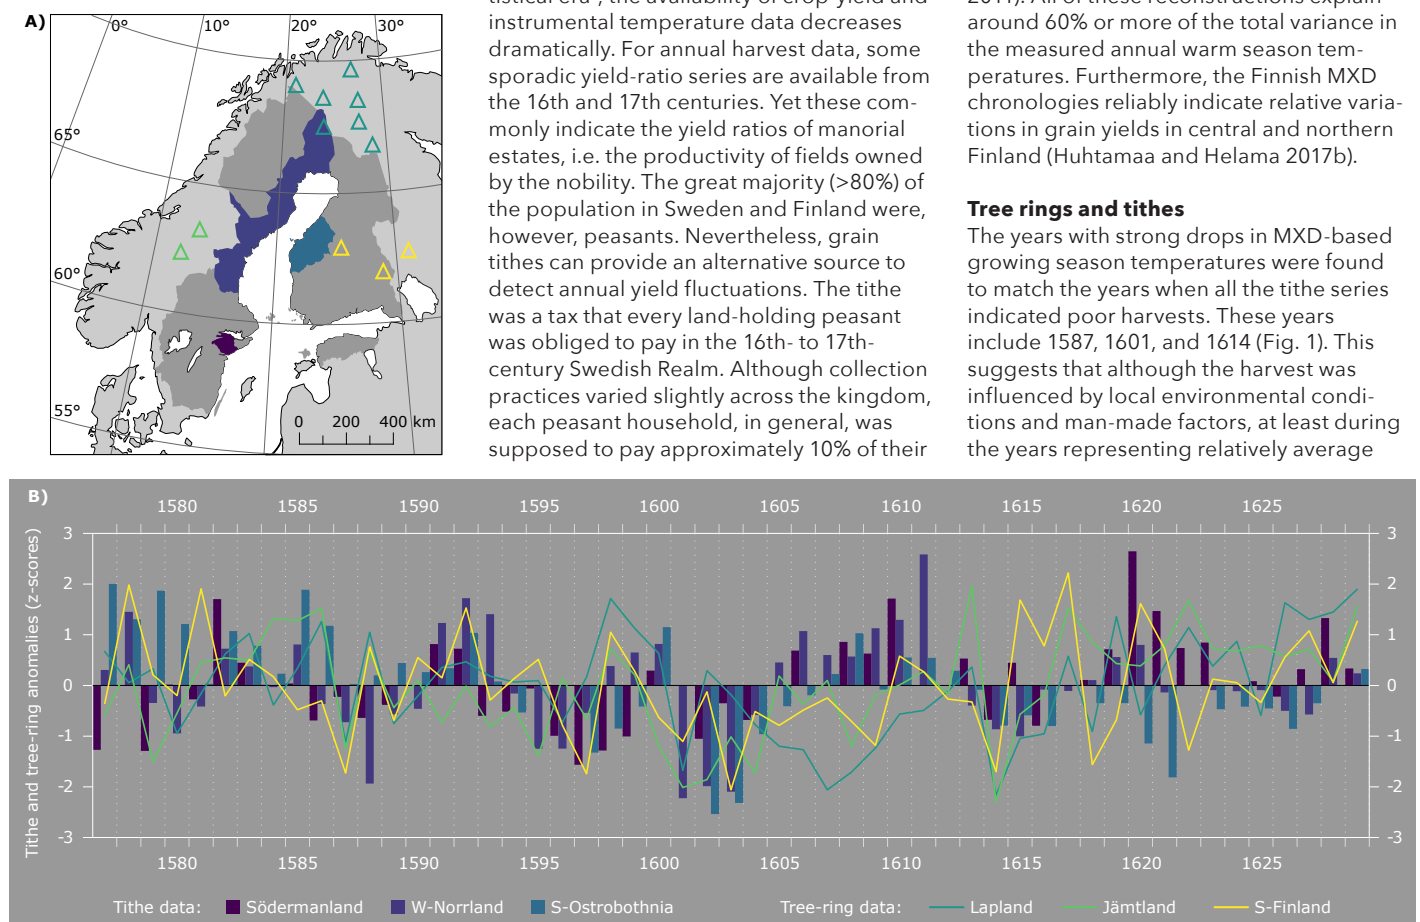 A)
0°
10°
20°
30°
65°
60°
55°
0 200 400 km
instrumental temperature data decreases
dramatically. For annual harvest data, some
sporadic yield-ratio series are available from
the 16th and 17th centuries. Yet these com-
monly indicate the yield ratios of manorial
estates, i.e. the productivity of fields owned
by the nobility. The great majority (>80%) of
the population in Sweden and Finland were,
however, peasants. Nevertheless, grain
tithes can provide an alternative source to
detect annual yield fluctuations. The tithe
was a tax that every land-holding peasant
was obliged to pay in the 16th- to 17th-
century Swedish Realm. Although collection
practices varied slightly across the kingdom,
each peasant household, in general, was
supposed to pay approximately 10% of their
around 60% or more of the total variance in
the measured annual warm season tem-
peratures. Furthermore, the Finnish MXD
chronologies reliably indicate relative varia-
tions in grain yields in central and northern
Finland (Huhtamaa and Helama 2017b).
Tree rings and tithes
The years with strong drops in MXD-based
growing season temperatures were found
to match the years when all the tithe series
indicated poor harvests. These years
include 1587, 1601, and 1614 (Fig. 1). This
suggests that although the harvest was
influenced by local environmental condi-
tions and man-made factors, at least during
the years representing relatively average
B)
1580 1585 1590 1595 1600 1605 1610 1615 1620 1625
Tithe and tree-ring anomalies (z-scores)
3 3
2 2
1 1
0 0
-1 -1
-2 -2
-3 -3
1580 1585 1590 1595 1600 1605 1610 1615 1620 1625
Tithe data: Södermanland W-Norrland S-Ostrobothnia Tree-ring data: Lapland Jämtland S-Finland